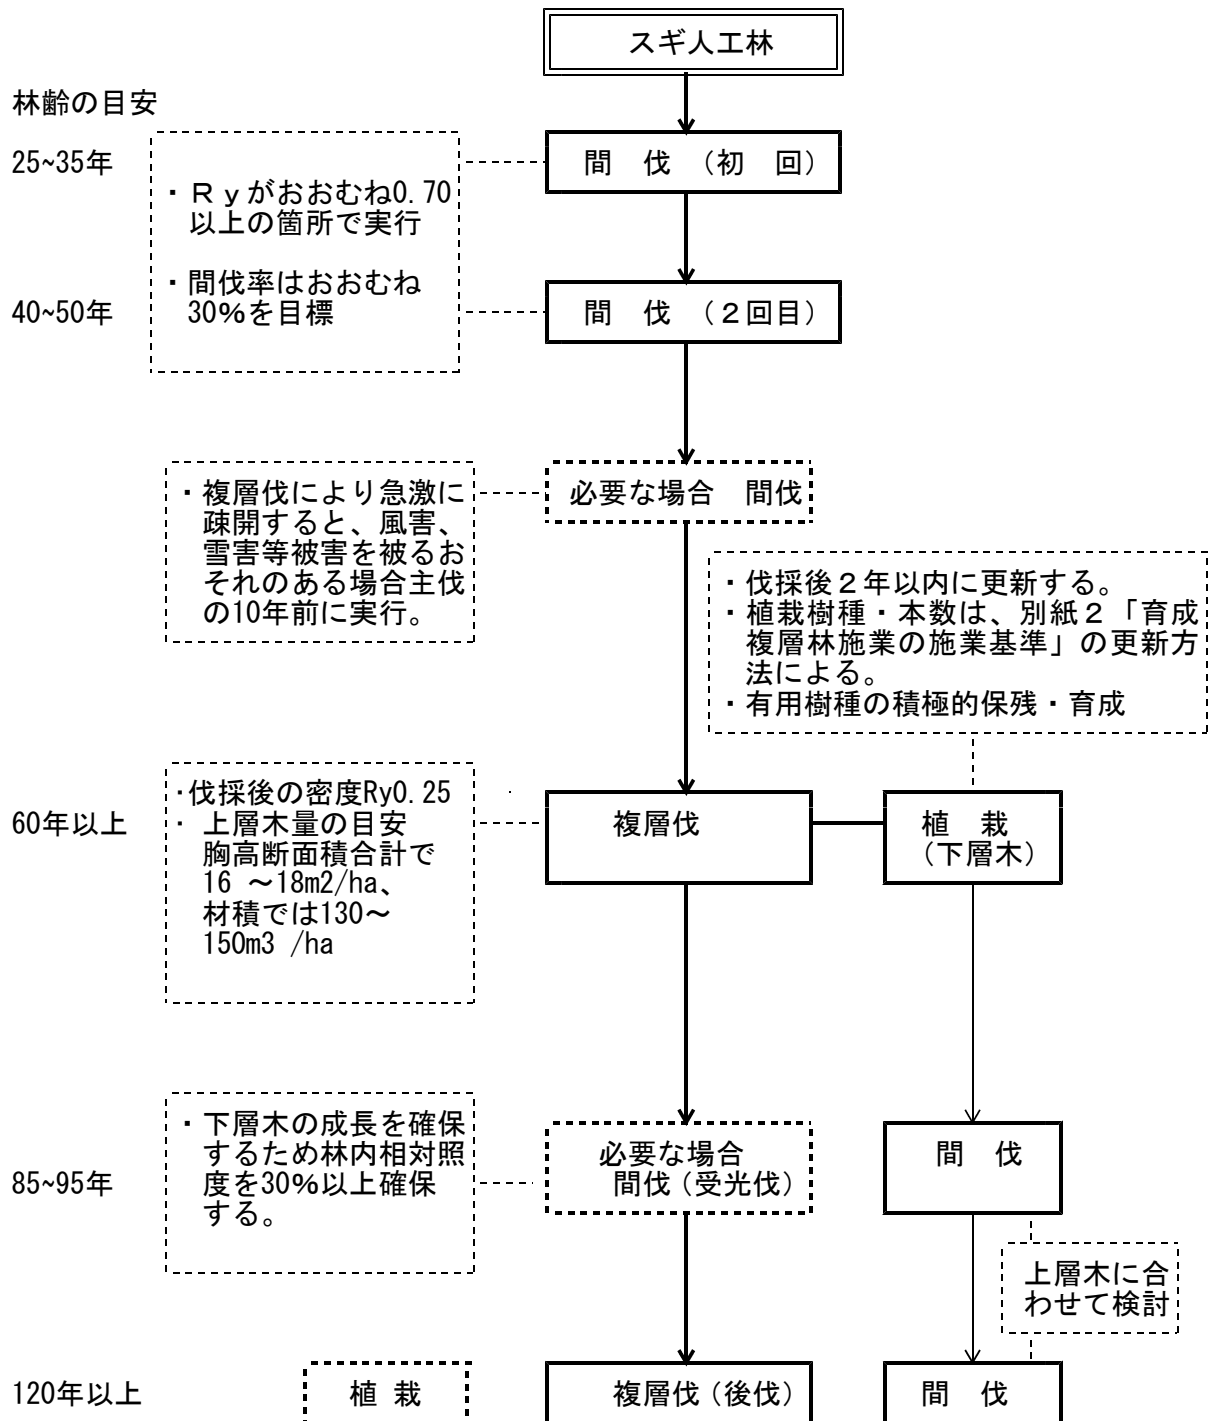 スギ人工林
林齢の目安
25~35年
・Ｒｙがおおむね0.70
以上の箇所で実行
・間伐率はおおむね
30%を目標
間　伐　（初　回）
40~50年
間　伐　（２回目）
・複層伐により急激に
疎開すると、風害、
雪害等被害を被るお
それのある場合主伐
の10年前に実行。
必要な場合　間伐
・伐採後２年以内に更新する。
・植栽樹種・本数は、別紙２「育成
複層林施業の施業基準」の更新方
法による。
・有用樹種の積極的保残・育成
60年以上
・伐採後の密度Ry0.25
・ 上層木量の目安
胸高断面積合計で
16 ～18m2/ha、
材積では130～
150m3 /ha
複層伐
植　栽
（下層木）
85~95年
・下層木の成長を確保
するため林内相対照
度を30%以上確保
する。
必要な場合
間伐（受光伐）
間　伐
上層木に合
わせて検討
120年以上
植 栽
複層伐（後伐）
間　伐